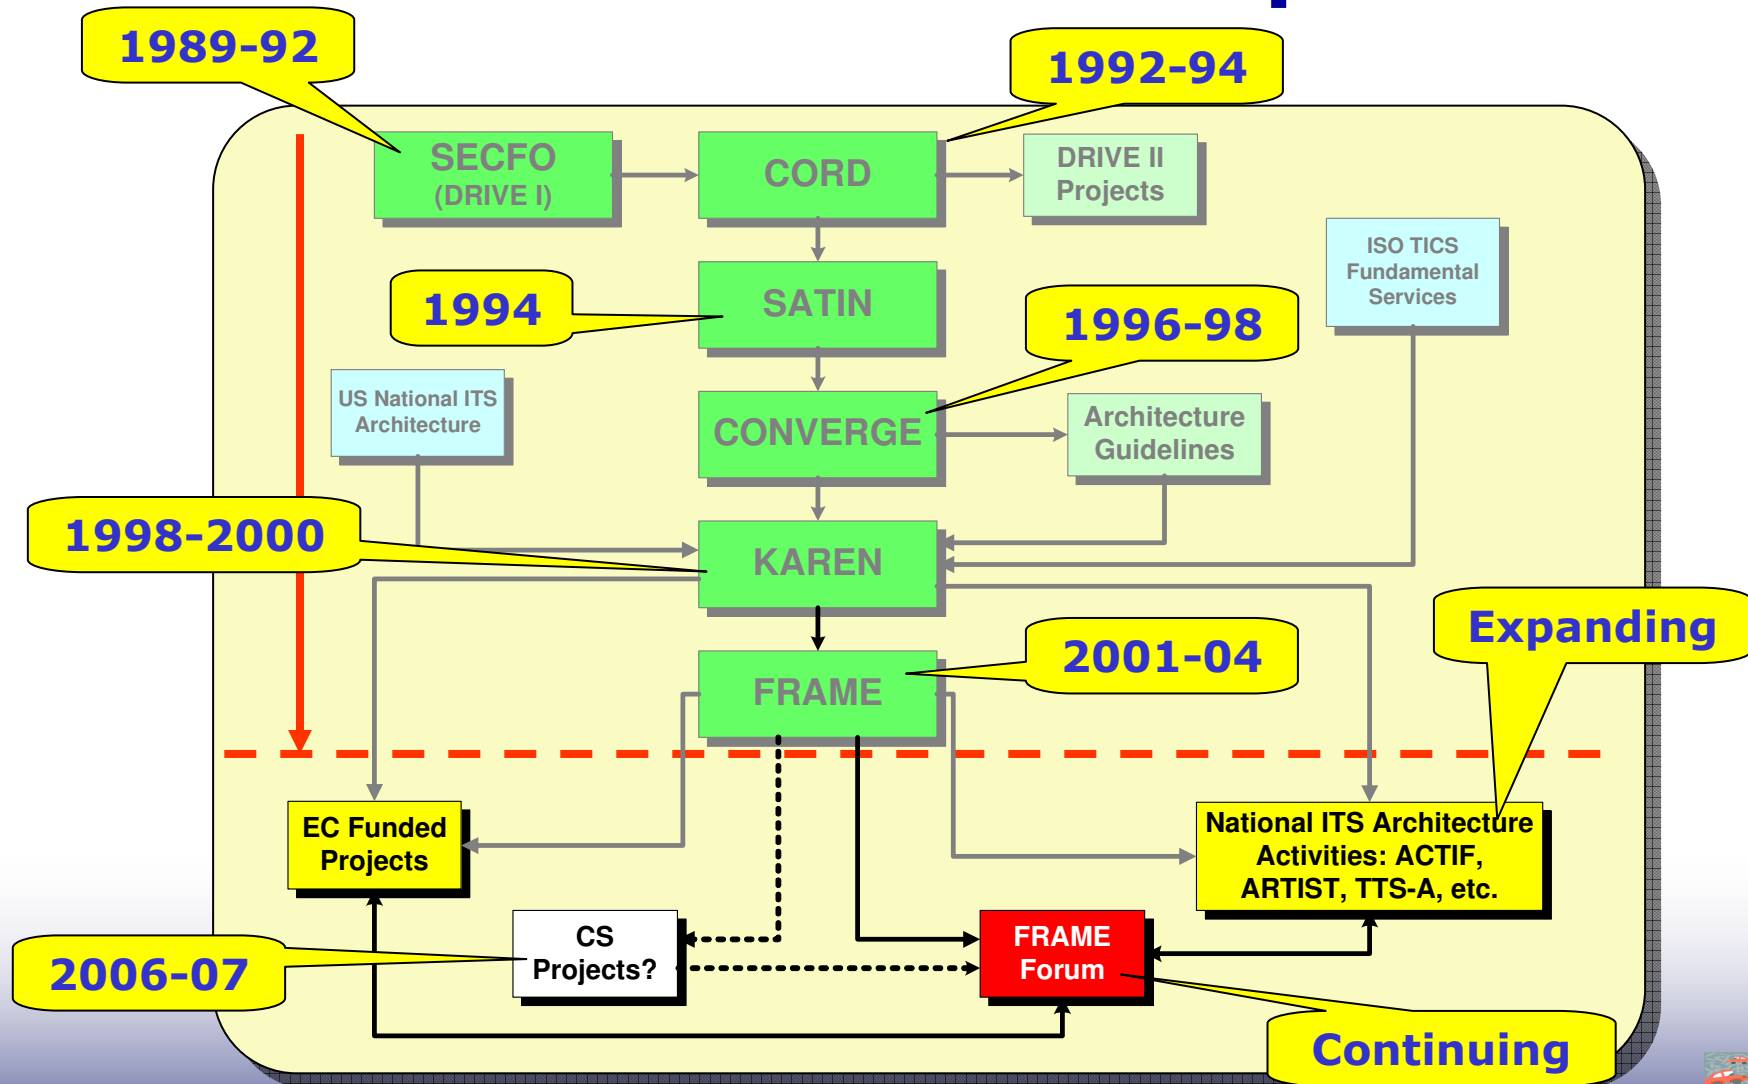 1989-92
1992-94
SECFO
(DRIVE I)
CORD
DRIVE II
Projects
ISO TICS
Fundamental
Services
1994
SATIN
1996-98
US National ITS
Architecture
CONVERGE
Architecture
Guidelines
1998-2000
KAREN
Expanding
2001-04
FRAME
EC Funded
Projects
National ITS Architecture
Activities: ACTIF,
ARTIST, TTS-A, etc.
CS
Projects?
FRAME
Forum
2006-07
Continuing